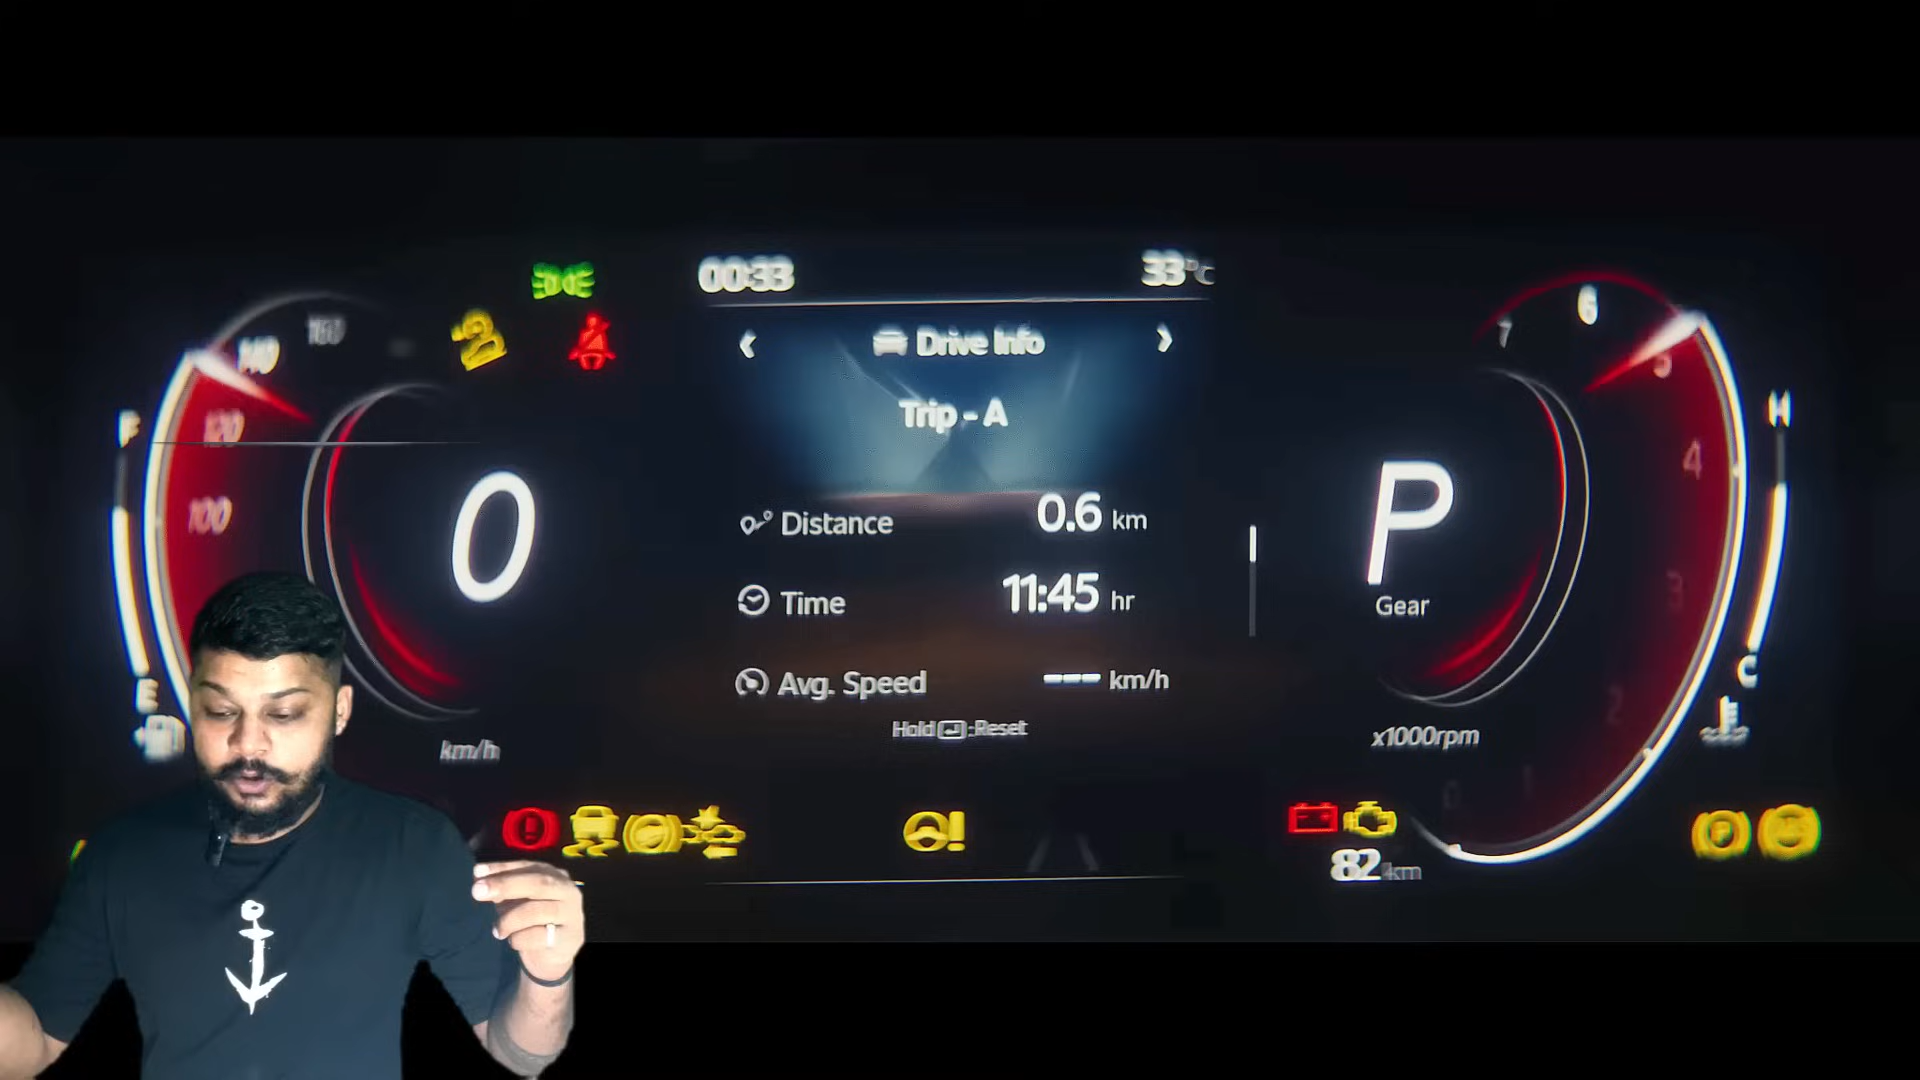 00:33
33°C
Drive Info
Trip - A
Distance 0.6 km
Time 11:45 hr
Avg. Speed --- km/h
Hold :Reset
160
140
120
100
F
E
0
km/h
7
6
5
4
3
2
1
0
H
C
P
Gear
x1000rpm
82 km
P